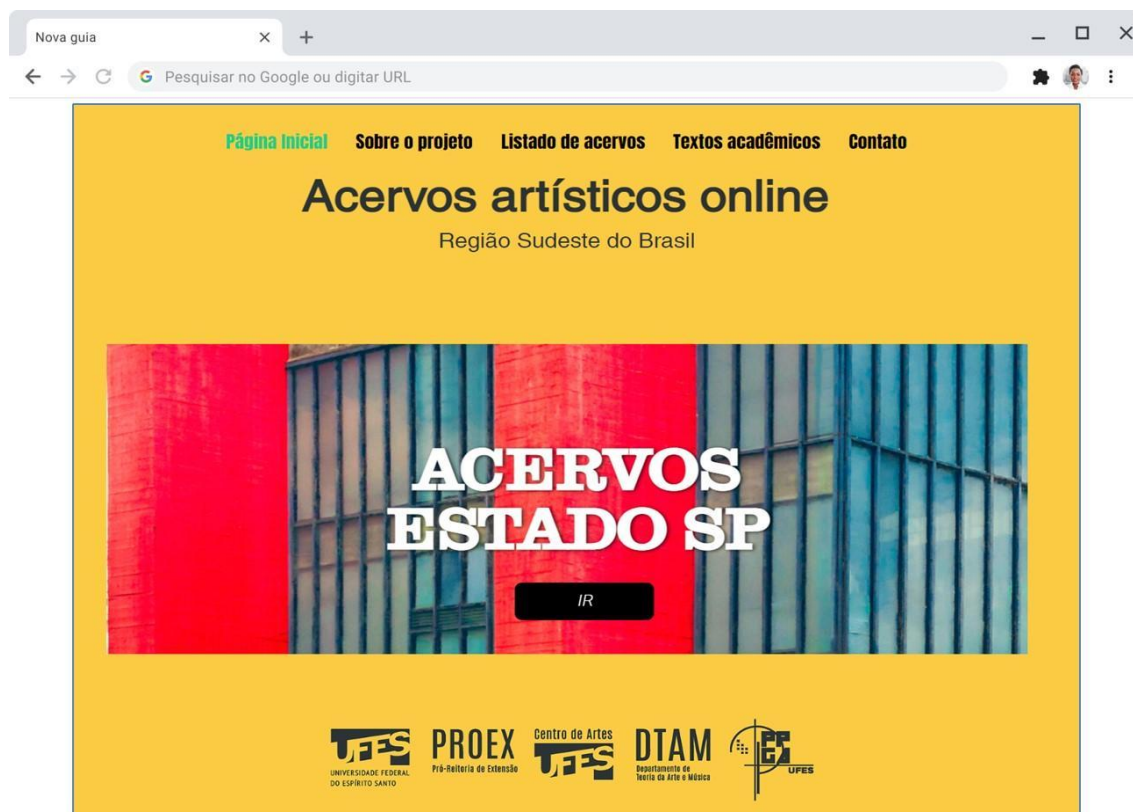 Nova guia
Pesquisar no Google ou digitar URL
Página Inicial Sobre o projeto Listado de acervos Textos acadêmicos Contato
Acervos artísticos online
Região Sudeste do Brasil
ACERVOS
ESTADO SP
IR
UFES
UNIVERSIDADE FEDERAL
DO ESPÍRITO SANTO
PROEX
Pró-Reitoria de Extensão
Centro de Artes
UFES
DTAM
Departamento de
Teoria da Arte e Música
UFES